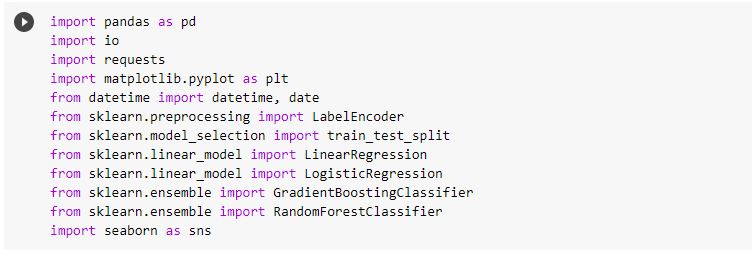 import pandas as pd
import io
import requests
import matplotlib.pyplot as plt
from datetime import datetime, date
from sklearn.preprocessing import LabelEncoder
from sklearn.model_selection import train_test_split
from sklearn.linear_model import LinearRegression
from sklearn.linear_model import LogisticRegression
from sklearn.ensemble import GradientBoostingClassifier
from sklearn.ensemble import RandomForestClassifier
import seaborn as sns